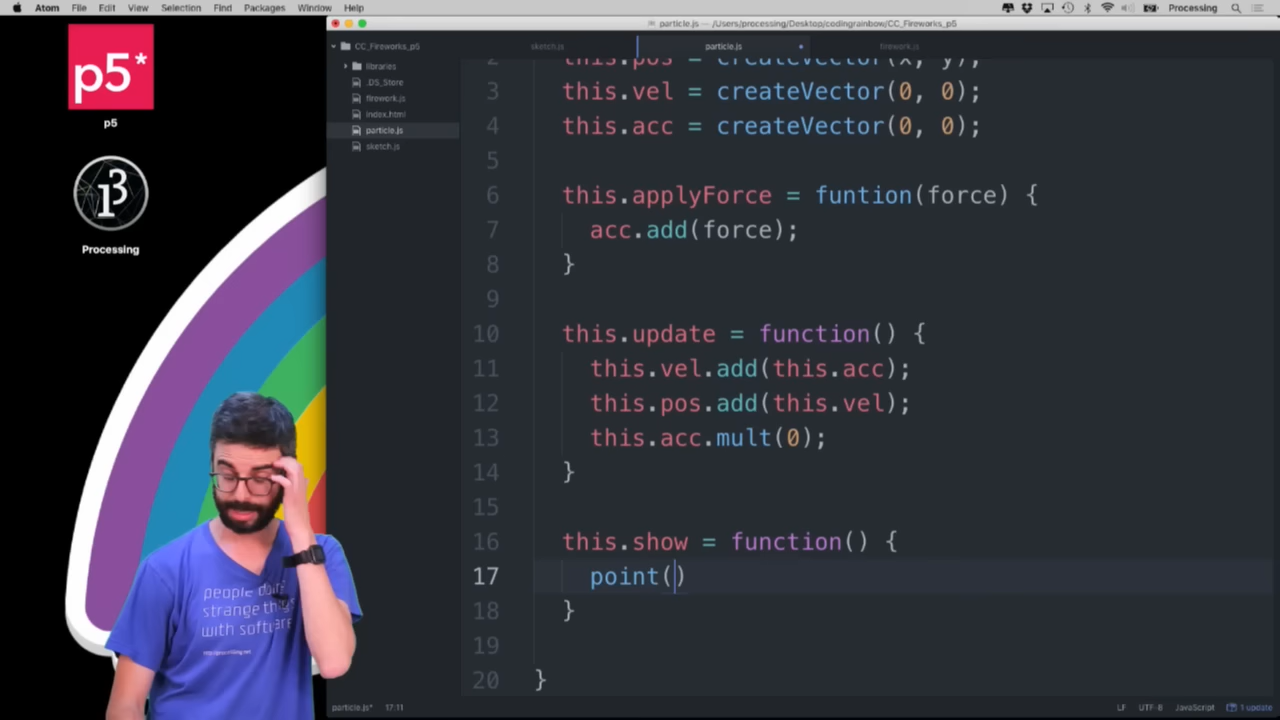 Atom File Edit View Selection Find Packages Window Help Processing
particle.js — /Users/processing/Desktop/codingrainbow/CC_Fireworks_p5
p5*
p5
Processing
CC_Fireworks_p5
libraries
.DS_Store
firework.js
index.html
particle.js
sketch.js
sketch.js particle.js firework.js
2 this.pos = createVector(x, y);
3 this.vel = createVector(0, 0);
4 this.acc = createVector(0, 0);
5
6 this.applyForce = funtion(force) {
7 acc.add(force);
8 }
9
10 this.update = function() {
11 this.vel.add(this.acc);
12 this.pos.add(this.vel);
13 this.acc.mult(0);
14 }
15
16 this.show = function() {
17 point()
18 }
19
20 }
people doing
strange things
with software
particle.js* 17:11 LF UTF-8 JavaScript 1 update